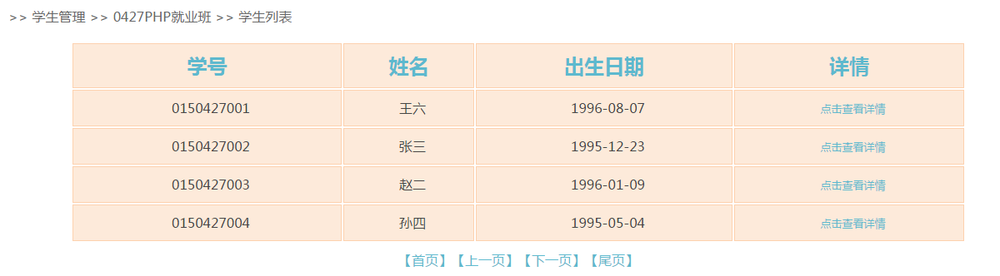 >> 学生管理 >> 0427PHP就业班 >> 学生列表
学号 姓名 出生日期 详情
0150427001 王六 1996-08-07 点击查看详情
0150427002 张三 1995-12-23 点击查看详情
0150427003 赵二 1996-01-09 点击查看详情
0150427004 孙四 1995-05-04 点击查看详情
【首页】【上一页】【下一页】【尾页】